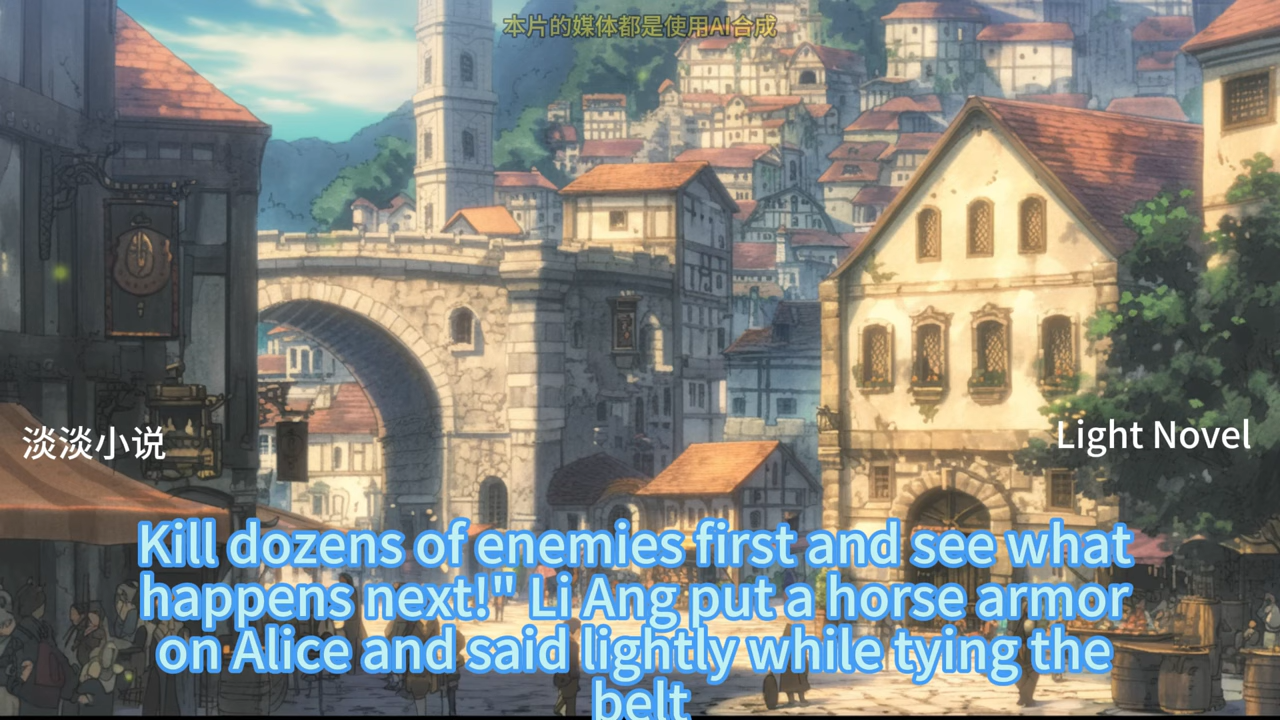 本片的媒体都是使用AI合成
淡淡小说
Light Novel
Kill dozens of enemies first and see what
happens next!" Li Ang put a horse armor
on Alice and said lightly while tying the
belt